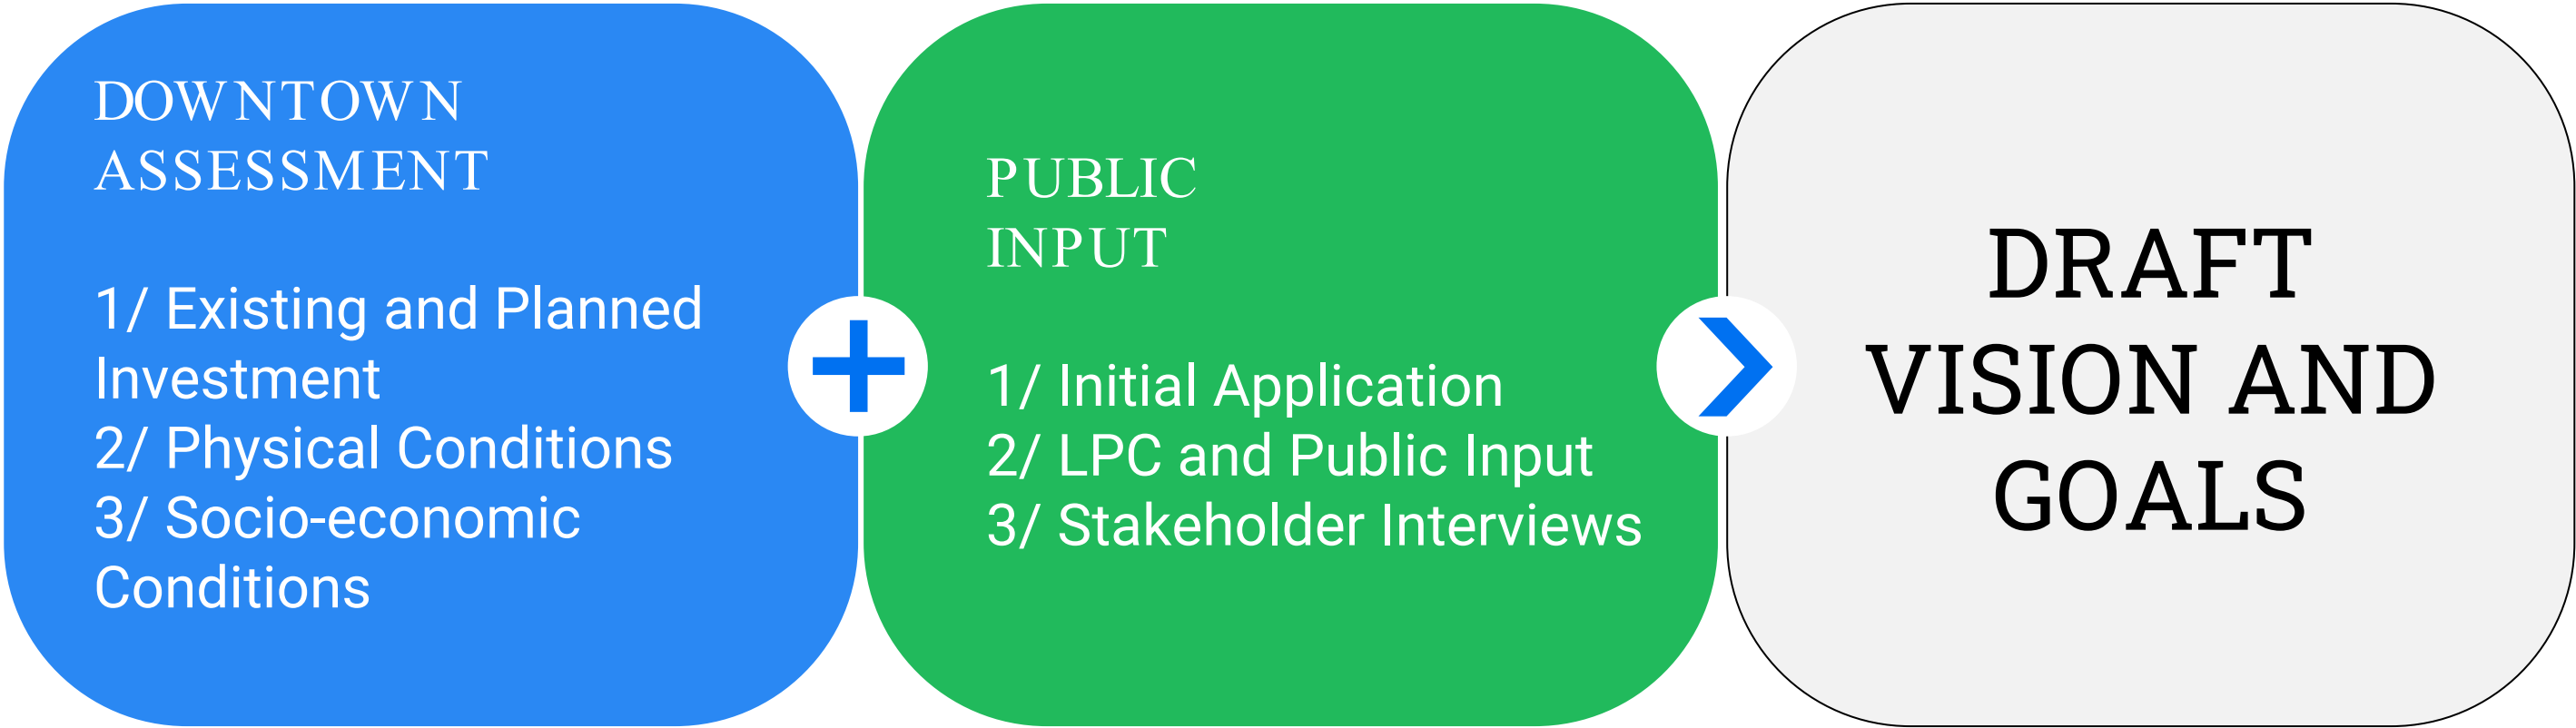 DOWNTOWN
ASSESSMENT
1/ Existing and Planned
Investment
2/ Physical Conditions
3/ Socio-economic
Conditions
PUBLIC
INPUT
1/ Initial Application
2/ LPC and Public Input
3/ Stakeholder Interviews
DRAFT
VISION AND
GOALS